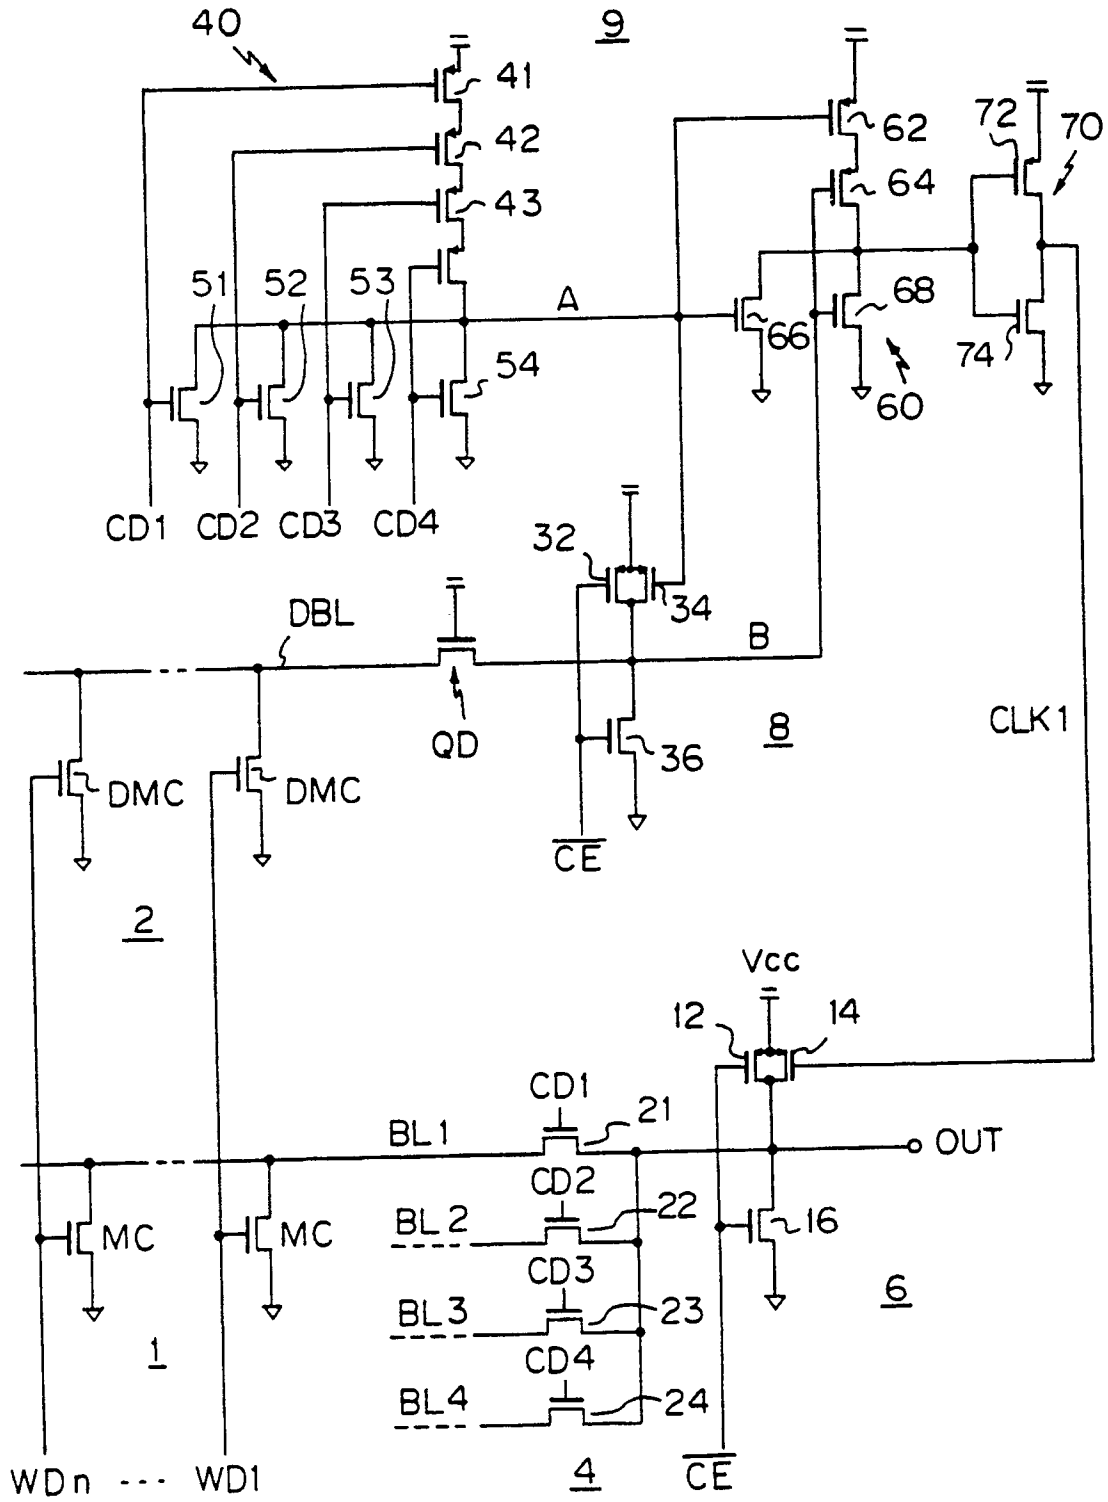 40
9
41
42
43
62
64
72
70
51
52
53
A
66
68
74
54
60
CD1 CD2 CD3 CD4
32
34
DBL
B
QD
36
8
CLK1
DMC
DMC
CE
2
Vcc
12
14
CD1
21
BL1
OUT
CD2
BL2
22
16
MC
MC
CD3
BL3
23
6
1
CD4
BL4
24
WDn --- WD1
4
CE